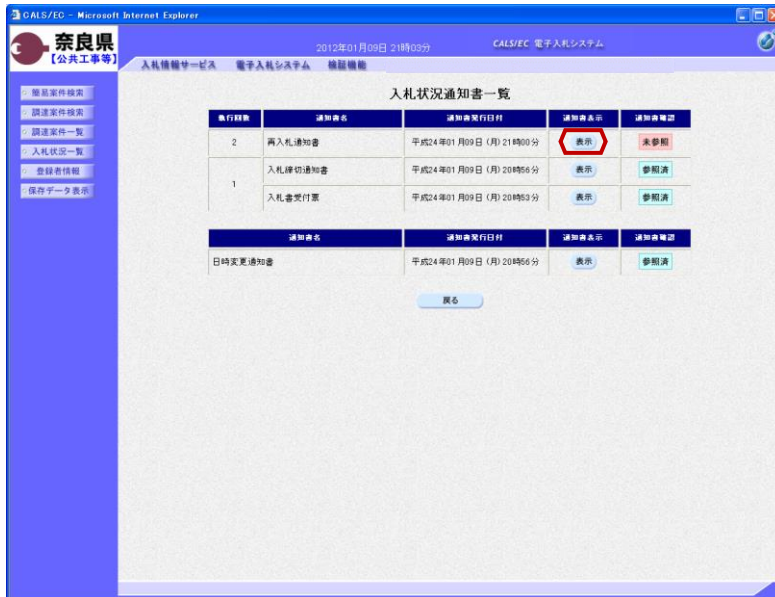 CALS/EC - Microsoft Internet Explorer
奈良県
【公共工事等】
2012年01月09日 21時03分
CALS/EC 電子入札システム
入札情報サービス 電子入札システム 検証機能
簡易案件検索
調達案件検索
調達案件一覧
入札状況一覧
登録者情報
保存データ表示
入札状況通知書一覧
執行回数 通知書名 通知書発行日付 通知書表示 通知書確認
2 再入札通知書 平成24年01月09日 (月) 21時00分 表示 未参照
1 入札締切通知書 平成24年01月09日 (月) 20時56分 表示 参照済
入札書受付票 平成24年01月09日 (月) 20時53分 表示 参照済
通知書名 通知書発行日付 通知書表示 通知書確認
日時変更通知書 平成24年01月09日 (月) 20時56分 表示 参照済
戻る